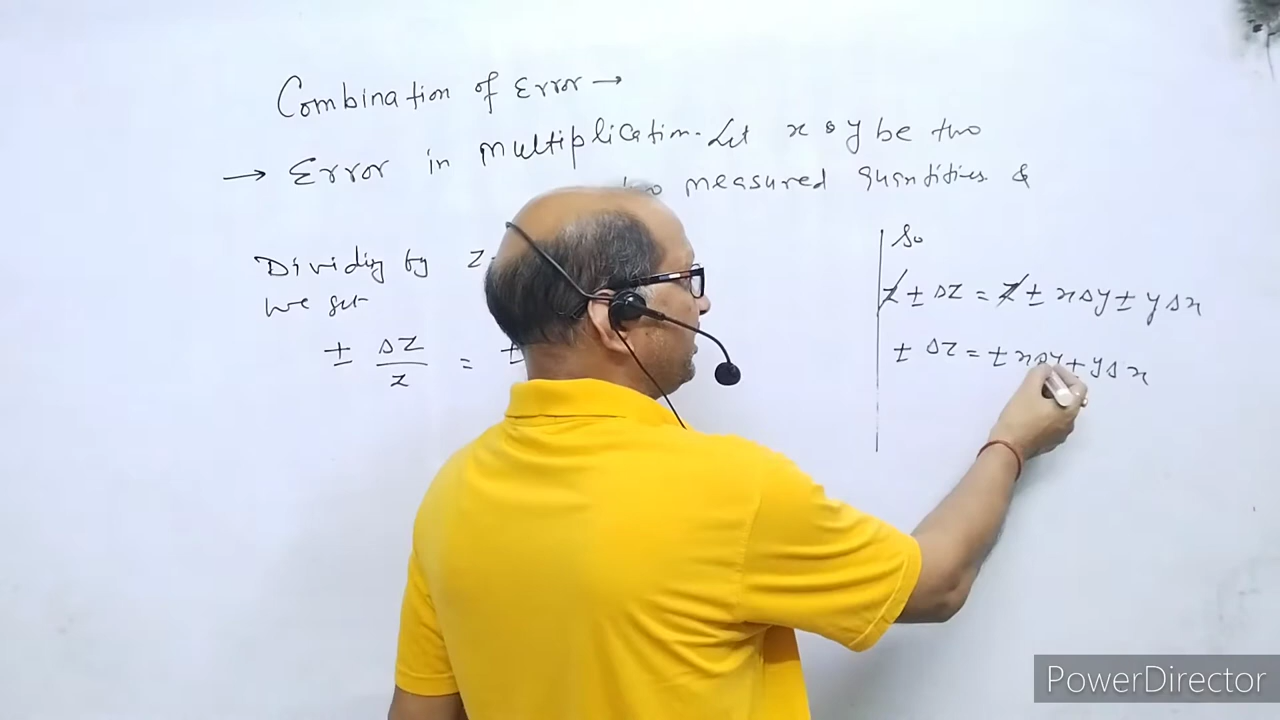 Combination of Error →
→ Error in multiplication. Let x & y be two
two measured quantities &
Dividing by Z
we get
± ΔZ/Z = ±
So
Z ± ΔZ = Z ± xΔy ± yΔx
± ΔZ = ± xΔy ± yΔx
PowerDirector